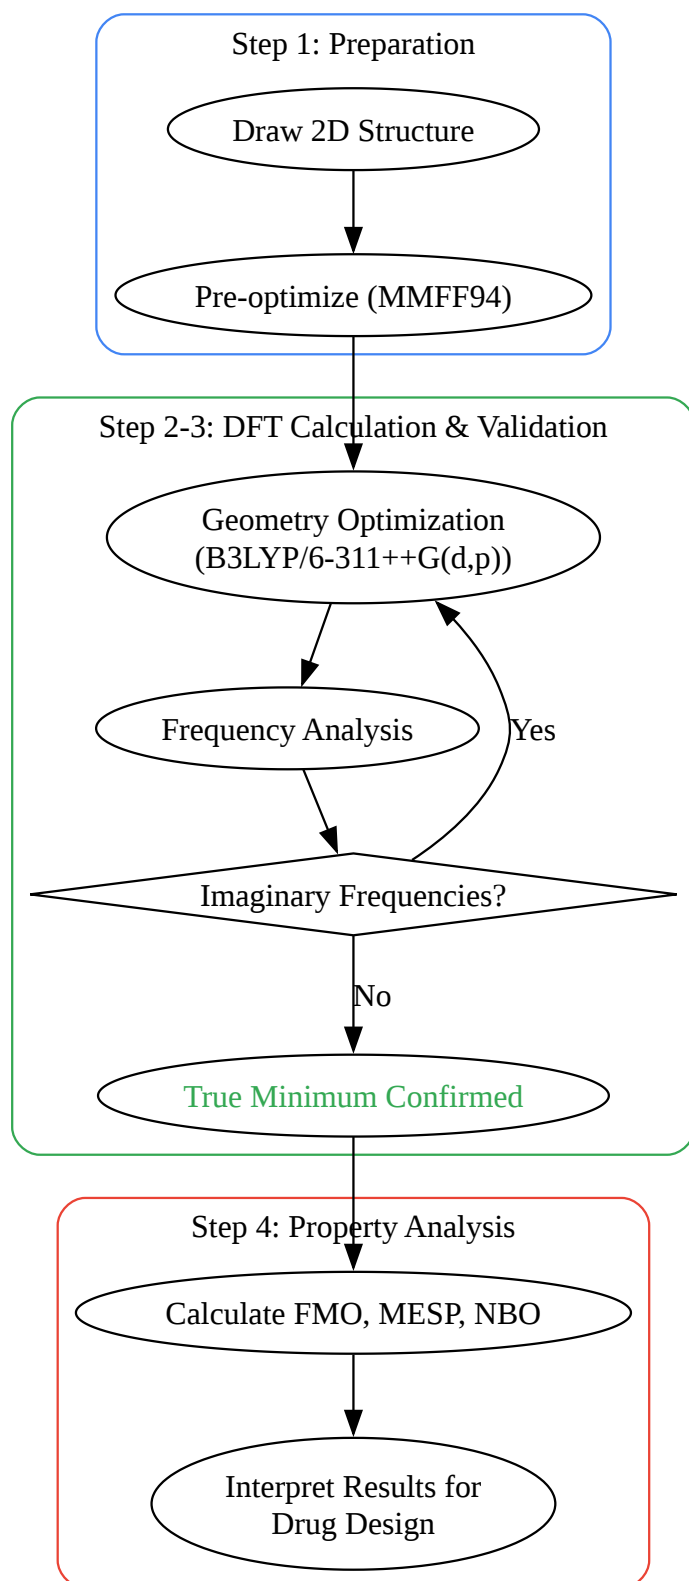 Step 1: Preparation
Draw 2D Structure
Pre-optimize (MMFF94)
Step 2-3: DFT Calculation & Validation
Geometry Optimization
(B3LYP/6-311++G(d,p))
Frequency Analysis
Yes
Imaginary Frequencies?
No
True Minimum Confirmed
Step 4: Property Analysis
Calculate FMO, MESP, NBO
Interpret Results for
Drug Design